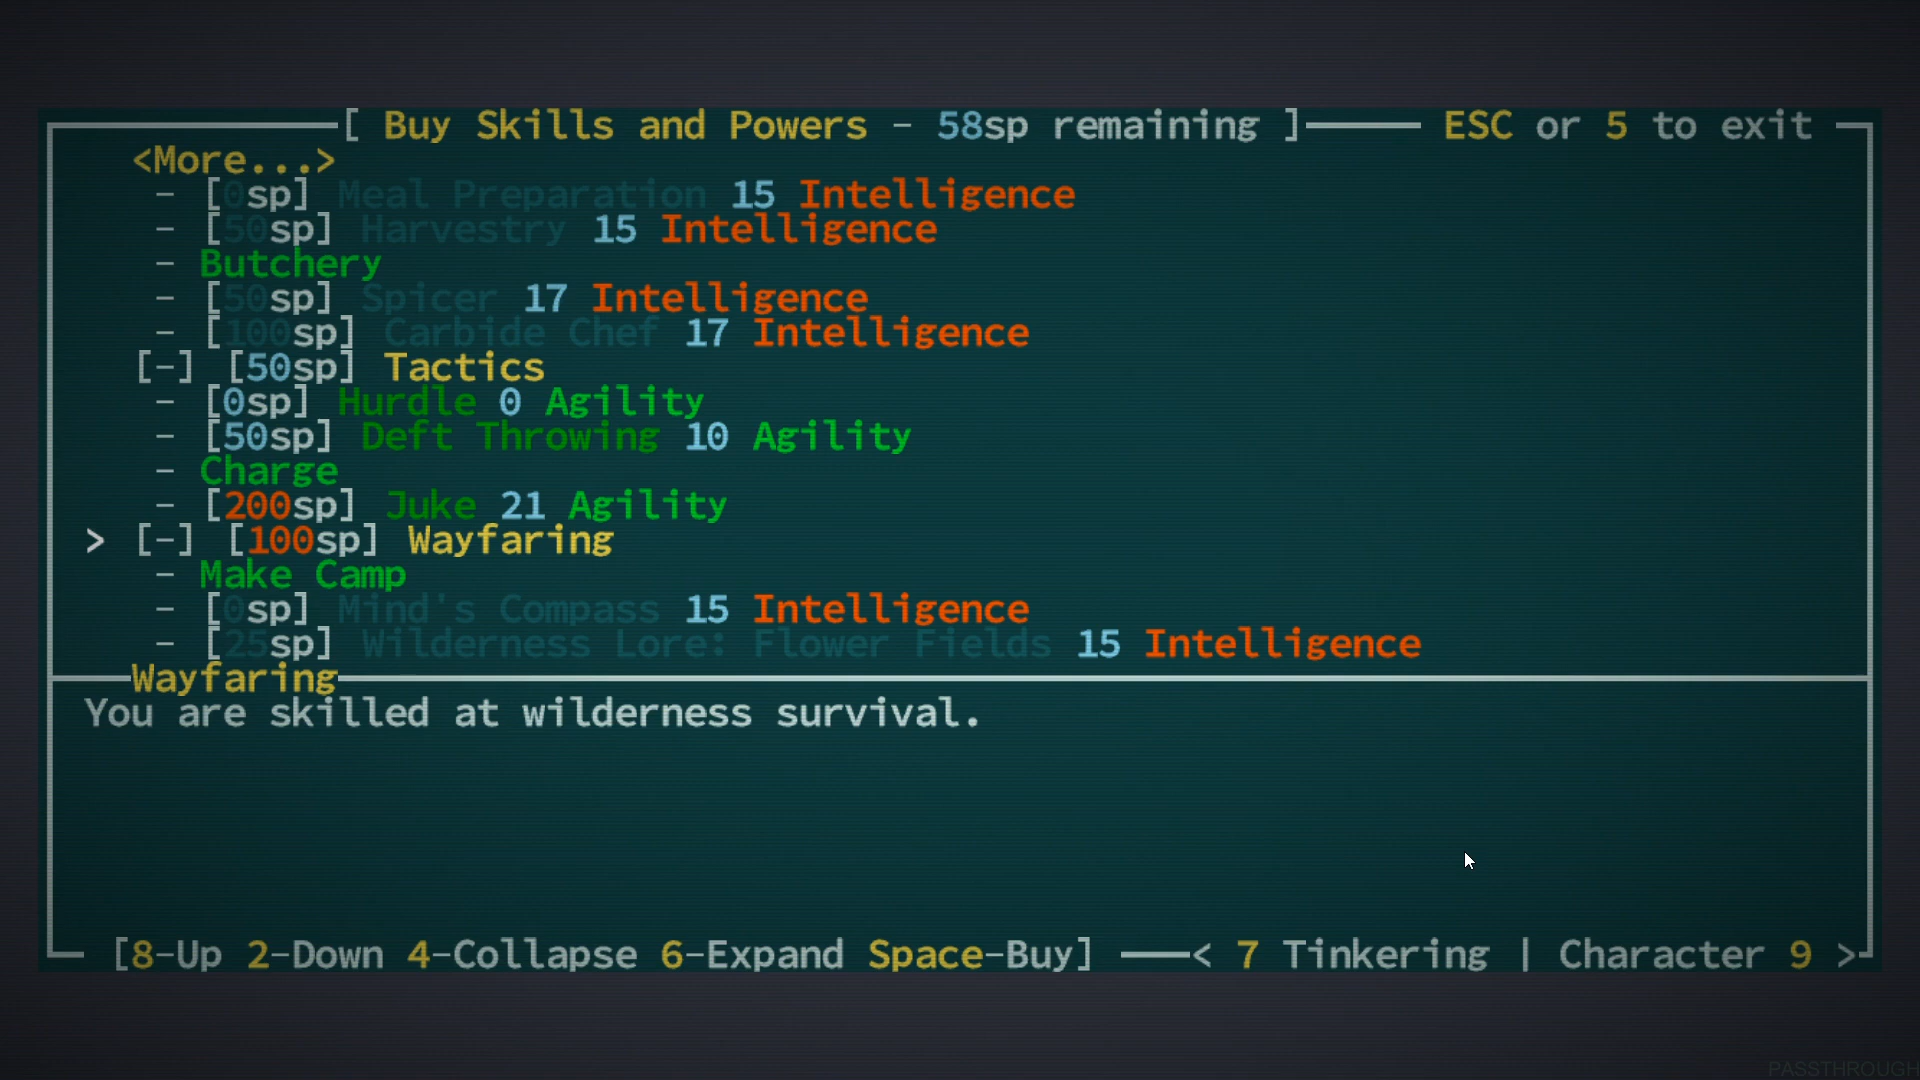 [ Buy Skills and Powers - 58sp remaining ] ESC or 5 to exit
<More...>
- [0sp] Meal Preparation 15 Intelligence
- [50sp] Harvestry 15 Intelligence
- Butchery
- [50sp] Spicer 17 Intelligence
- [100sp] Carbide Chef 17 Intelligence
[-] [50sp] Tactics
- [0sp] Hurdle 0 Agility
- [50sp] Deft Throwing 10 Agility
- Charge
- [200sp] Juke 21 Agility
> [-] [100sp] Wayfaring
- Make Camp
- [0sp] Mind's Compass 15 Intelligence
- [25sp] Wilderness Lore: Flower Fields 15 Intelligence
Wayfaring
You are skilled at wilderness survival.
[8-Up 2-Down 4-Collapse 6-Expand Space-Buy] < 7 Tinkering | Character 9 >
PASSTHROUGH